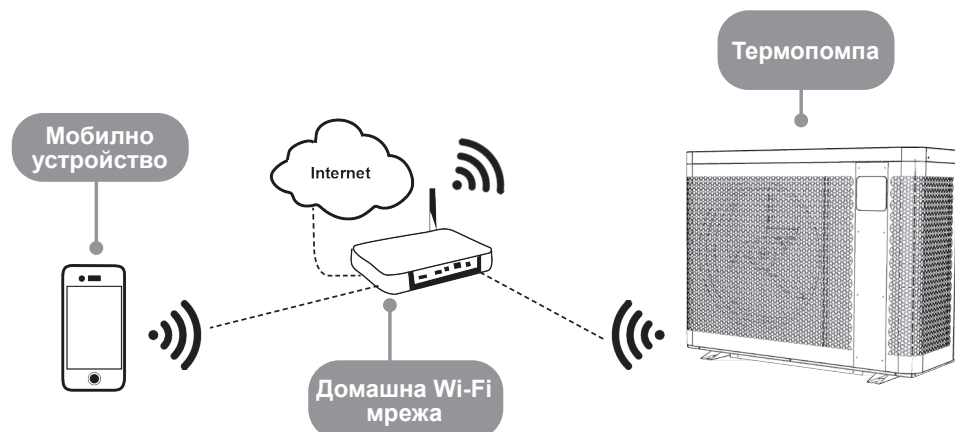 Термопомпа
Мобилно
устройство
Internet
Домашна Wi-Fi
мрежа